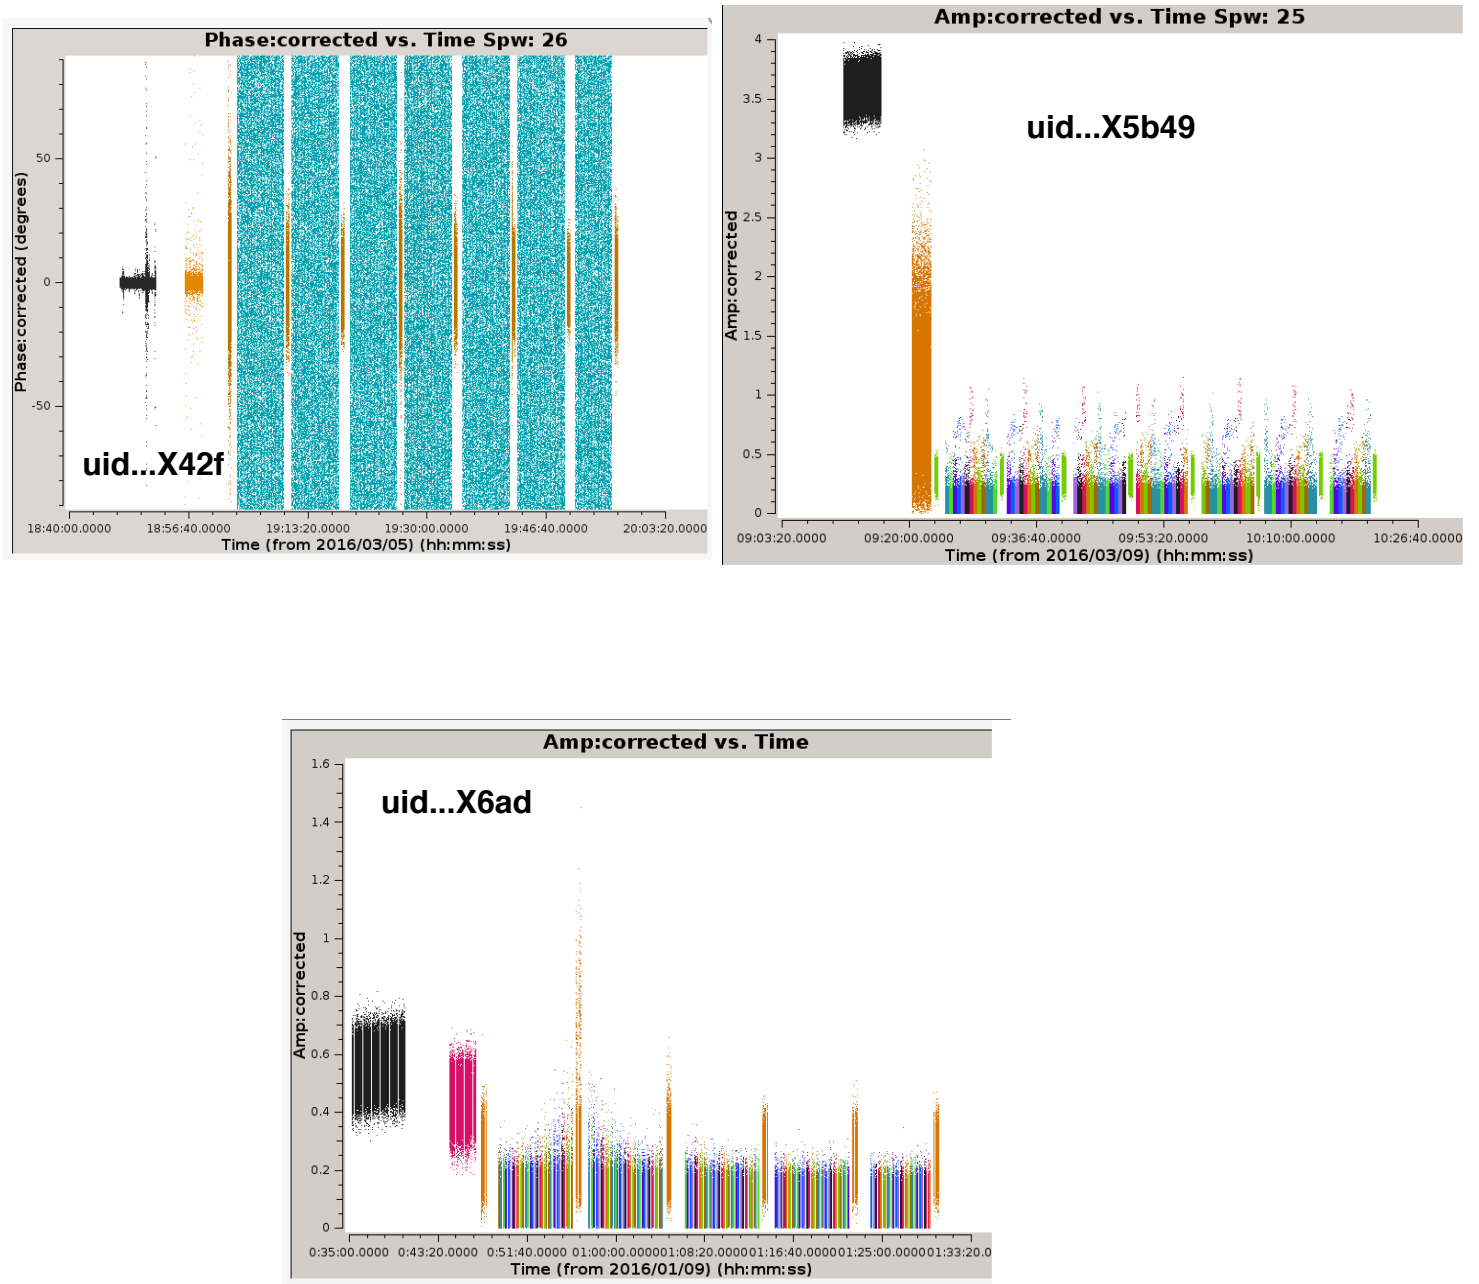 Phase:corrected vs. Time Spw: 26
Phase:corrected (degrees)
50
0
-50
uid...X42f
18:40:00.0000 18:56:40.0000 19:13:20.0000 19:30:00.0000 19:46:40.0000 20:03:20.0000
Time (from 2016/03/05) (hh:mm:ss)
Amp:corrected vs. Time Spw: 25
Amp:corrected
4
3.5
3
2.5
2
1.5
1
0.5
0
uid...X5b49
09:03:20.0000 09:20:00.0000 09:36:40.0000 09:53:20.0000 10:10:00.0000 10:26:40.0000
Time (from 2016/03/09) (hh:mm:ss)
Amp:corrected vs. Time
Amp:corrected
1.6
1.4
1.2
1
0.8
0.6
0.4
0.2
0
uid...X6ad
0:35:00.0000 0:43:20.0000 0:51:40.0000 01:00:00.0000 01:08:20.0000 01:16:40.0000 01:25:00.0000 01:33:20.0
Time (from 2016/01/09) (hh:mm:ss)